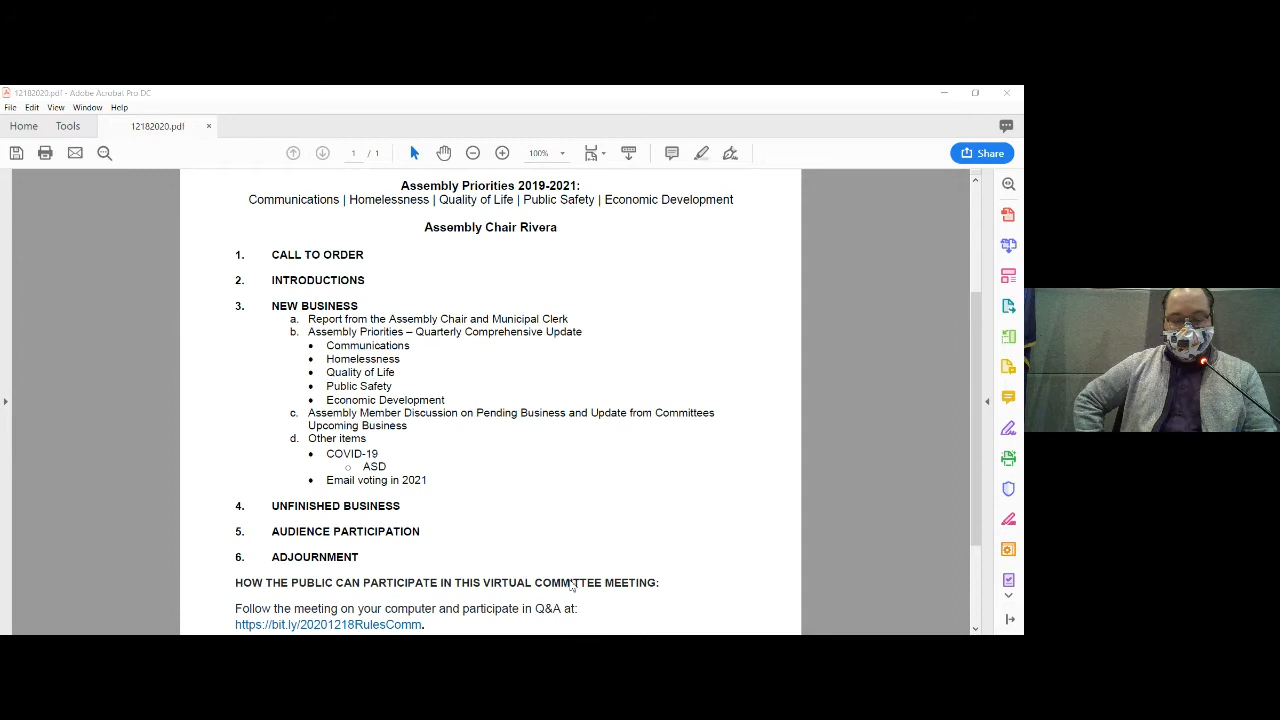 12182020.pdf - Adobe Acrobat Pro DC
File Edit View Window Help
Home Tools 12182020.pdf ×
1 / 1 100% Share
Assembly Priorities 2019-2021:
Communications | Homelessness | Quality of Life | Public Safety | Economic Development
Assembly Chair Rivera
1. CALL TO ORDER
2. INTRODUCTIONS
3. NEW BUSINESS
a. Report from the Assembly Chair and Municipal Clerk
b. Assembly Priorities – Quarterly Comprehensive Update
• Communications
• Homelessness
• Quality of Life
• Public Safety
• Economic Development
c. Assembly Member Discussion on Pending Business and Update from Committees
Upcoming Business
d. Other items
• COVID-19
○ ASD
• Email voting in 2021
4. UNFINISHED BUSINESS
5. AUDIENCE PARTICIPATION
6. ADJOURNMENT
HOW THE PUBLIC CAN PARTICIPATE IN THIS VIRTUAL COMMITTEE MEETING:
Follow the meeting on your computer and participate in Q&A at:
https://bit.ly/20201218RulesComm.